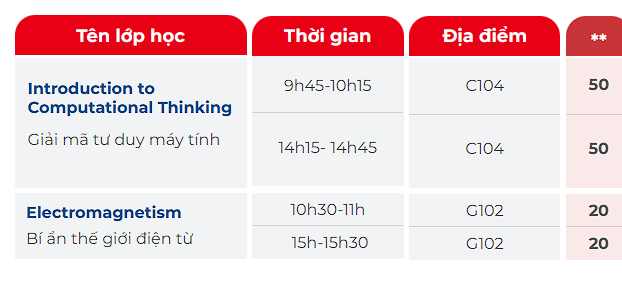 Tên lớp học Thời gian Địa điểm **
Introduction to
Computational Thinking
Giải mã tư duy máy tính
9h45-10h15 C104 50
14h15- 14h45 C104 50
Electromagnetism
Bí ẩn thế giới điện từ
10h30-11h G102 20
15h-15h30 G102 20